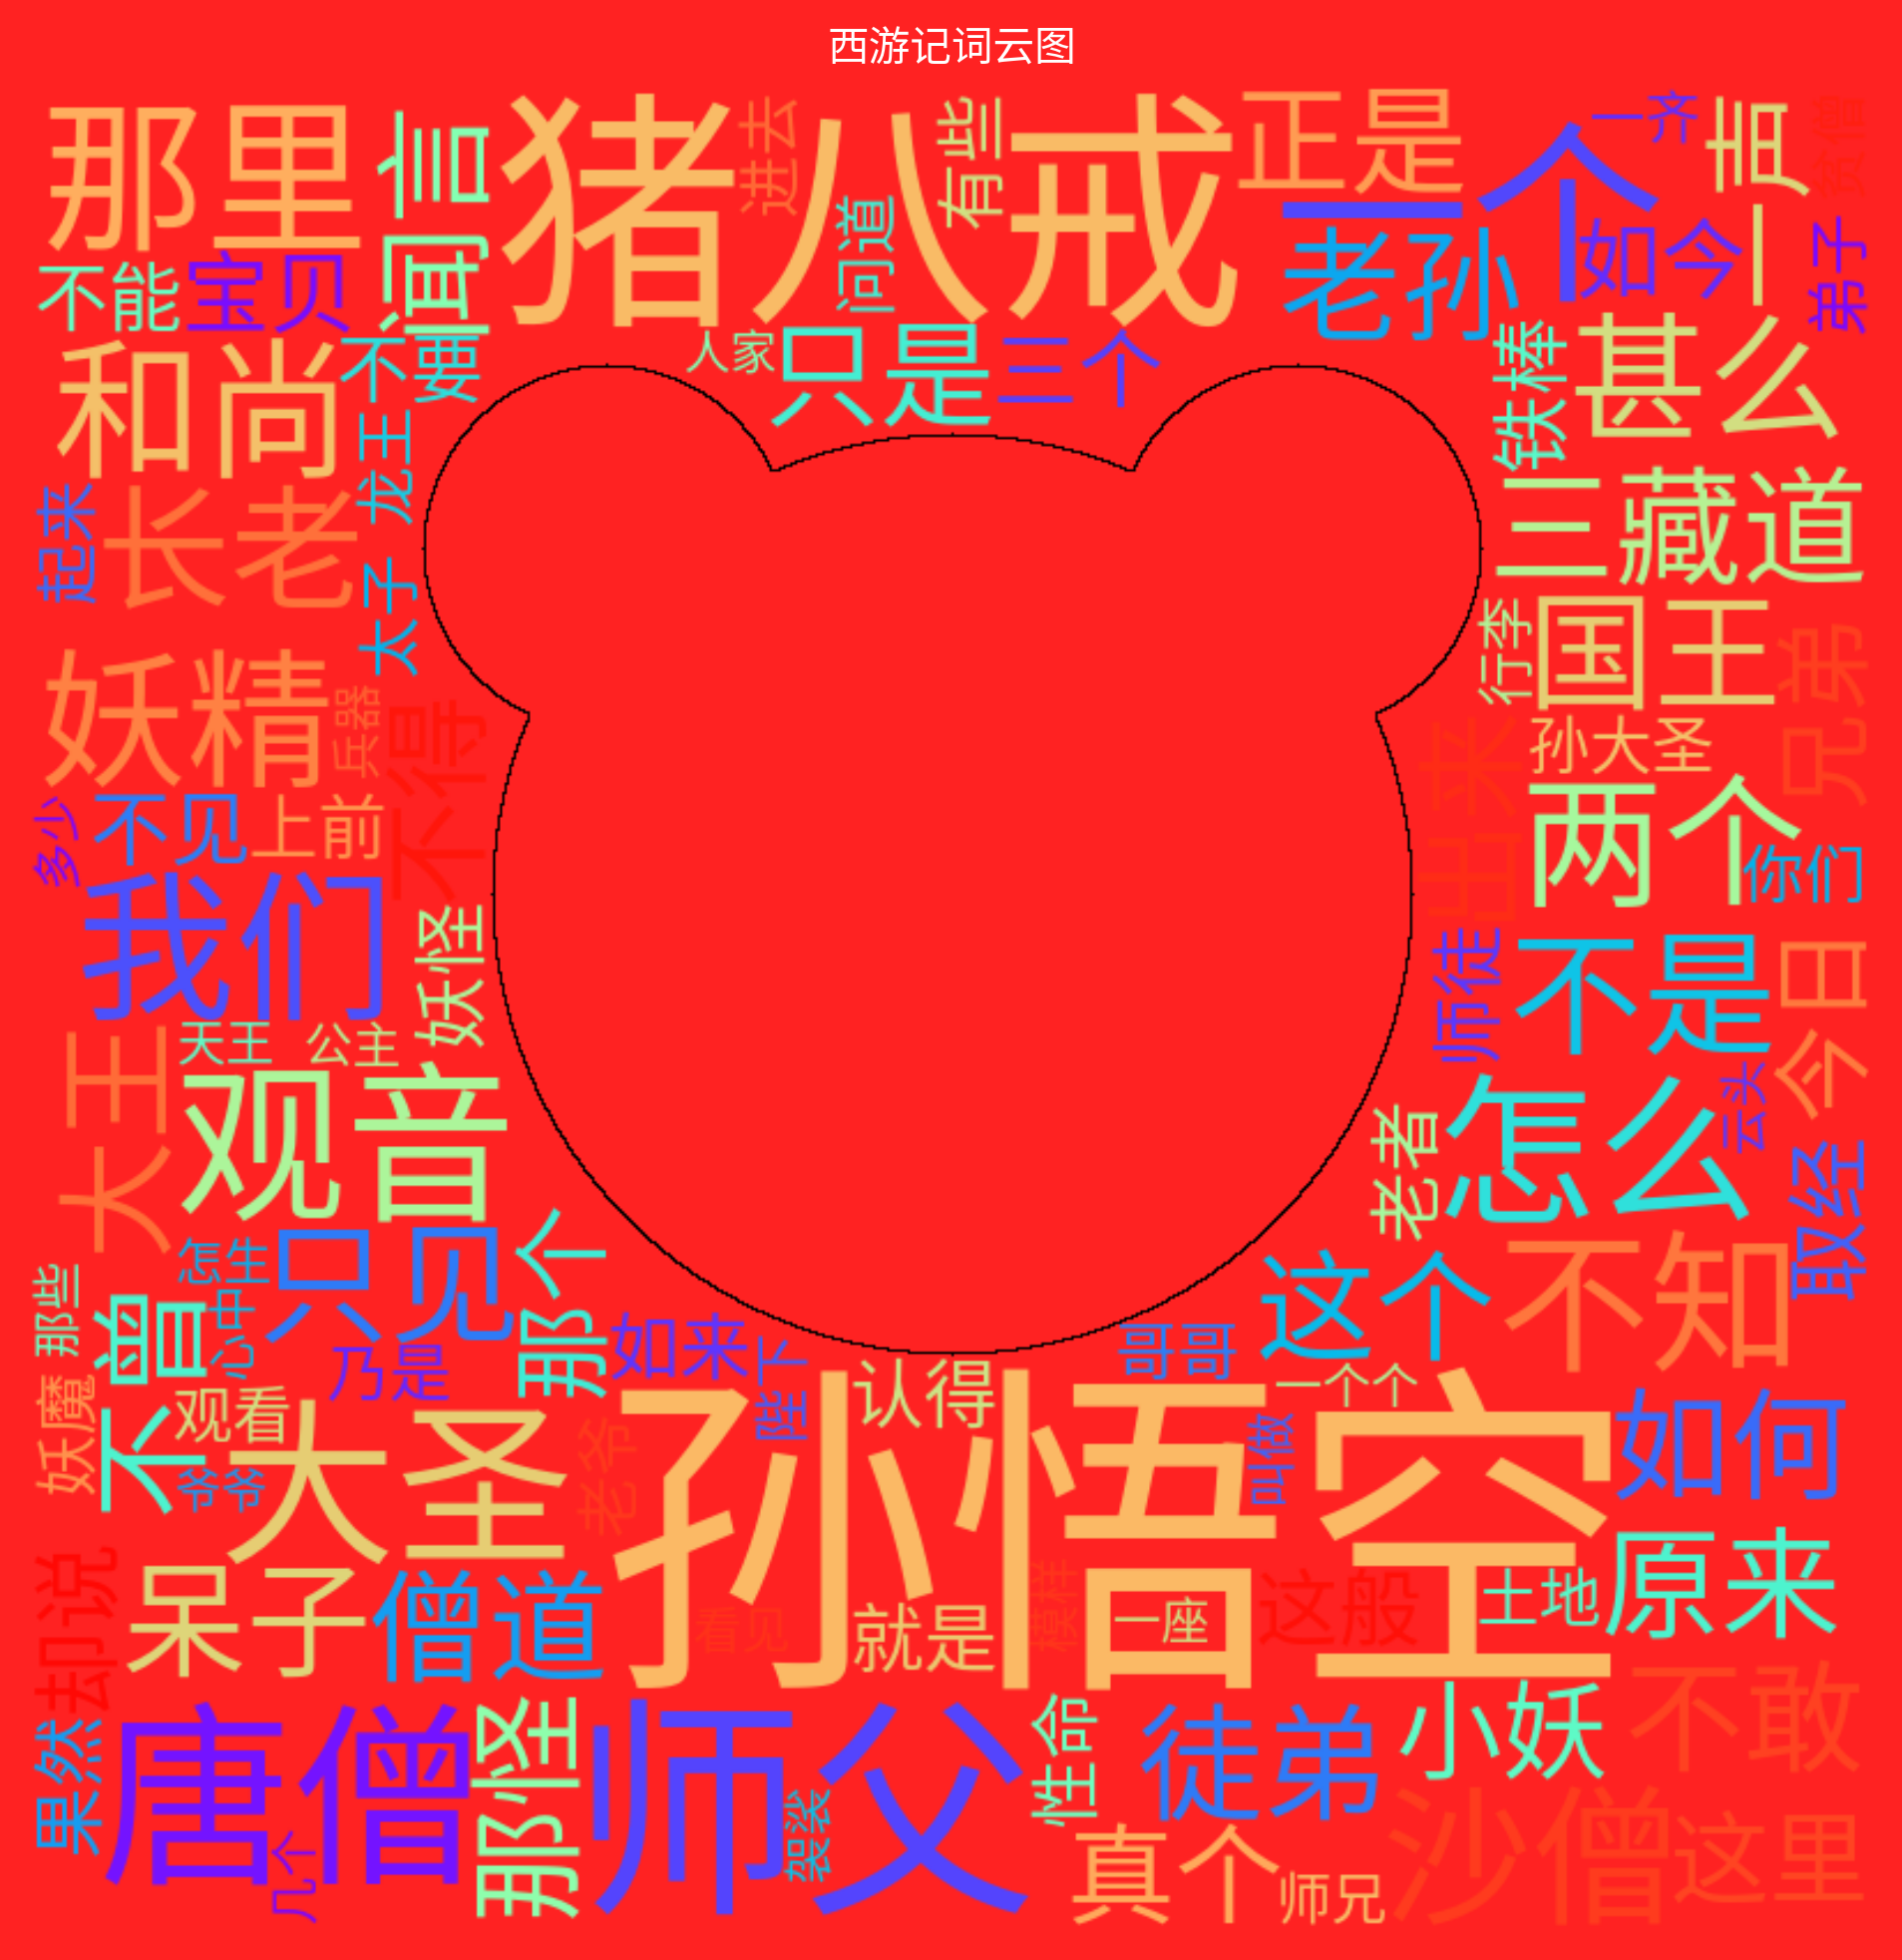 西游记词云图
那里
闻言
猪八戒
进去
有些
问道
正是
一个
一齐
一声
贫僧
不能
宝贝
老孙
如今
弟子
和尚
不要
人家
只是
三个
铁棒
甚么
龙王
起来
长老
三藏道
太子
行李
国王
兄弟
妖精
兵器
不得
出来
孙大圣
多少
不见
上前
两个
你们
我们
妖怪
师徒
不是
今日
天王
公主
大王
观音
老者
怎么
云头
取经
怎生
只见
那个
那些
不曾
心中
乃是
如来
陛下
哥哥
这个
不知
认得
一个个
妖魔
观看
爷爷
大圣
老爷
孙悟空
叫做
如何
却说
呆子
僧道
看见
就是
模样
一座
这般
土地
原来
果然
唐僧
几个
那怪
师父
袈裟
性命
徒弟
小妖
不敢
真个
师兄
沙僧
这里